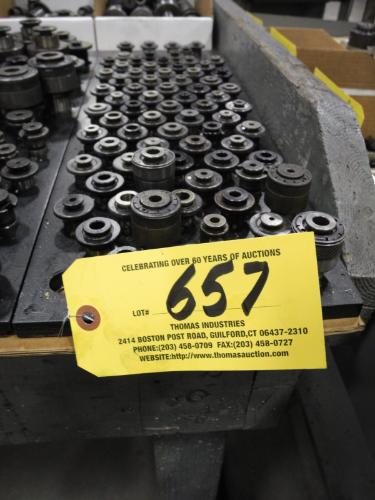 CELEBRATING OVER 60 YEARS OF AUCTIONS
LOT# 657
THOMAS INDUSTRIES
2414 BOSTON POST ROAD, GUILFORD, CT 06437-2310
PHONE:(203) 458-0709 FAX:(203) 458-0727
WEBSITE:http://www.thomasauction.com